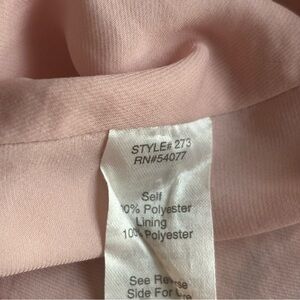 STYLE# 273
RN#54077
Self
00% Polyester
Lining
100% Polyester
See Reverse
Side For